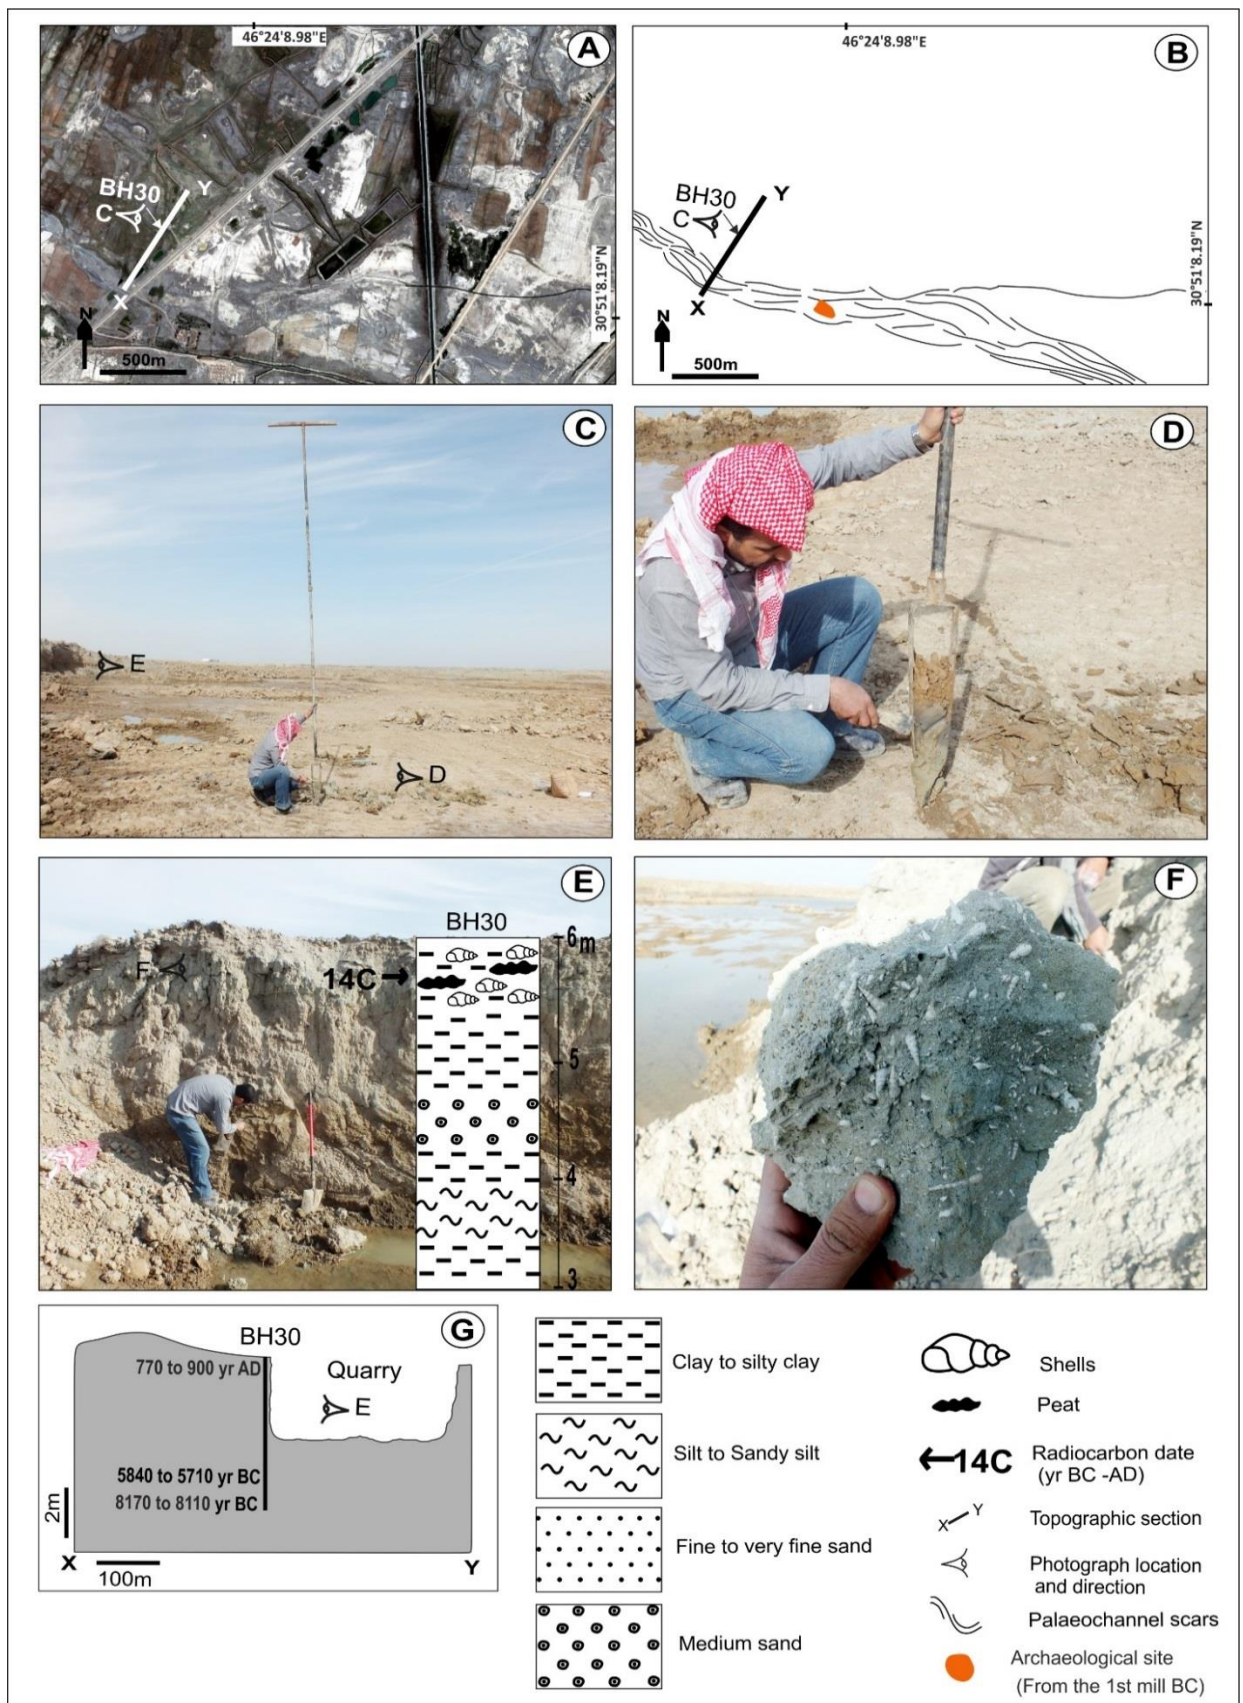 46°24'8.98"E
A
BH30
Y
C
X
N
500m
30°51'8.19"N
46°24'8.98"E
B
BH30
Y
C
X
N
500m
30°51'8.19"N
C
E
D
D
E
BH30
6m
F
14C
5
4
3
F
G
BH30
770 to 900 yr AD
Quarry
E
5840 to 5710 yr BC
8170 to 8110 yr BC
2m
X
Y
100m
Clay to silty clay
Silt to Sandy silt
Fine to very fine sand
Medium sand
Shells
Peat
14C
Radiocarbon date
(yr BC -AD)
X
Y
Topographic section
Photograph location
and direction
Palaeochannel scars
Archaeological site
(From the 1st mill BC)